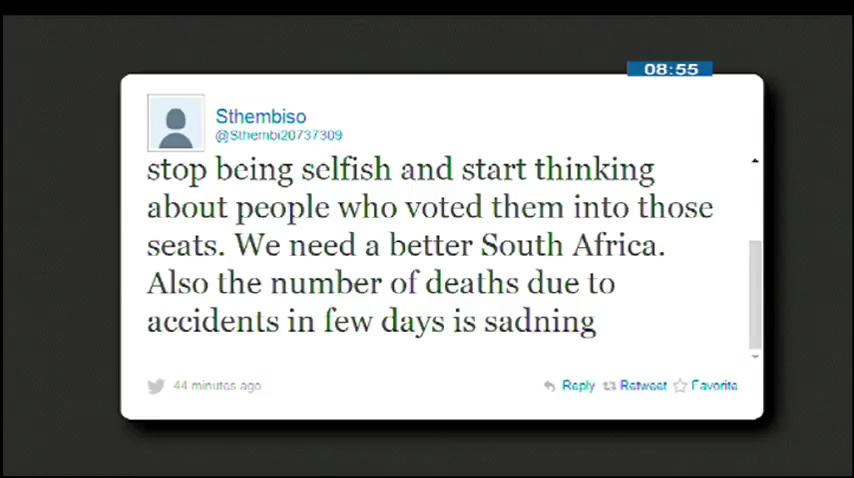 08:55
Sthembiso
@Sthembi20737309
stop being selfish and start thinking
about people who voted them into those
seats. We need a better South Africa.
Also the number of deaths due to
accidents in few days is sadning
44 minutes ago Reply Retweet Favorite